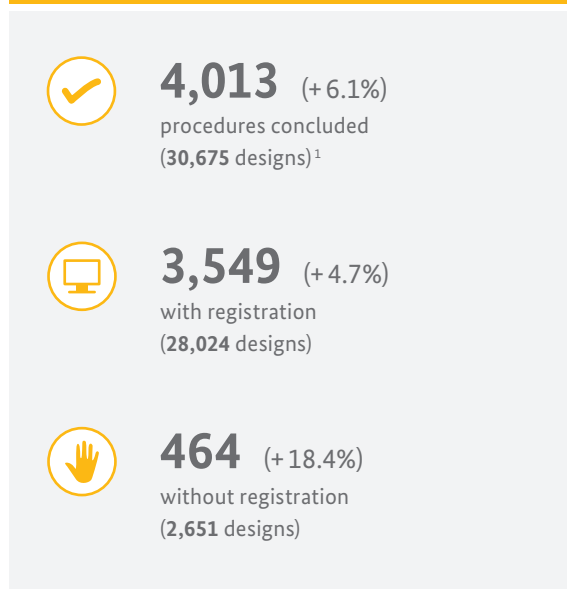 4,013 (+ 6.1%)
procedures concluded
(30,675 designs) 1
3,549 (+ 4.7%)
with registration
(28,024 designs)
464 (+ 18.4%)
without registration
(2,651 designs)